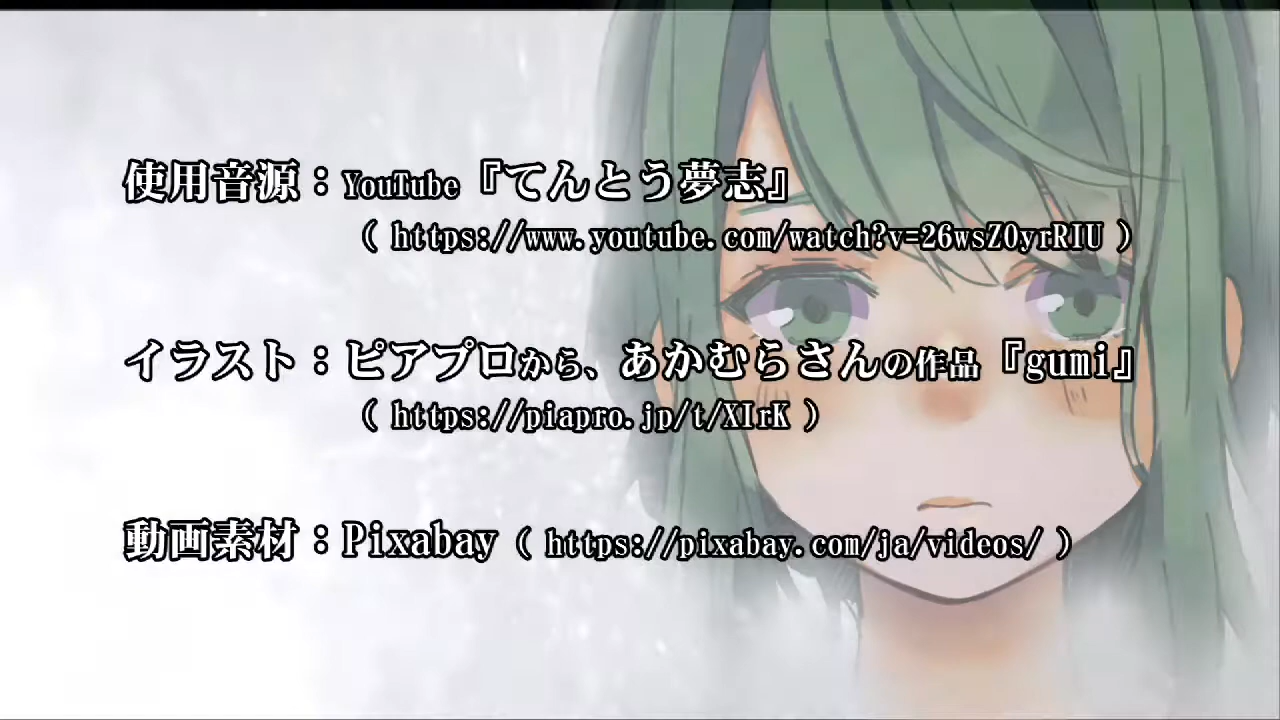 使用音源：YouTube『てんとう夢志』
( https://www.youtube.com/watch?v=26wsZOyrRIU )
イラスト：ピアプロから、あかむらさんの作品『gumi』
( https://piapro.jp/t/XIrK )
動画素材：Pixabay ( https://pixabay.com/ja/videos/ )